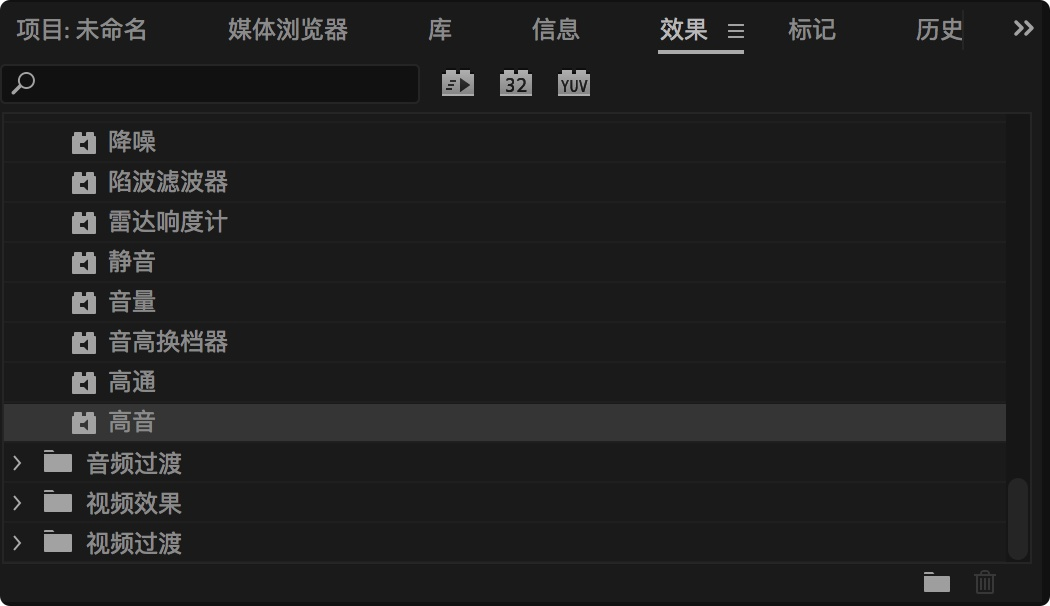 项目: 未命名 媒体浏览器 库 信息 效果 标记 历史
32 YUV
降噪
陷波滤波器
雷达响度计
静音
音量
音高换档器
高通
高音
音频过渡
视频效果
视频过渡